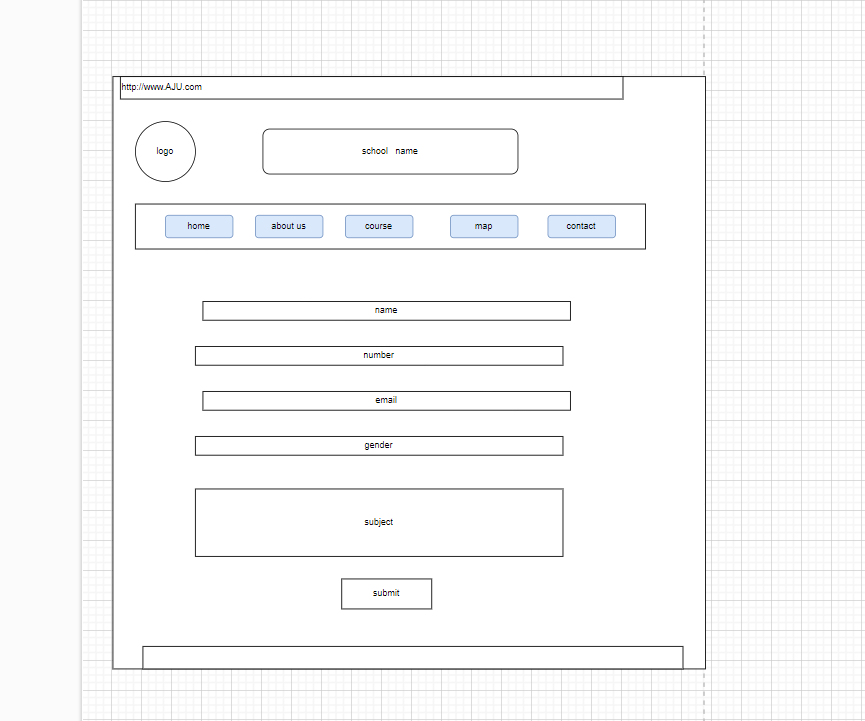 http://www.AJU.com
logo
school name
home
about us
course
map
contact
name
number
email
gender
subject
submit